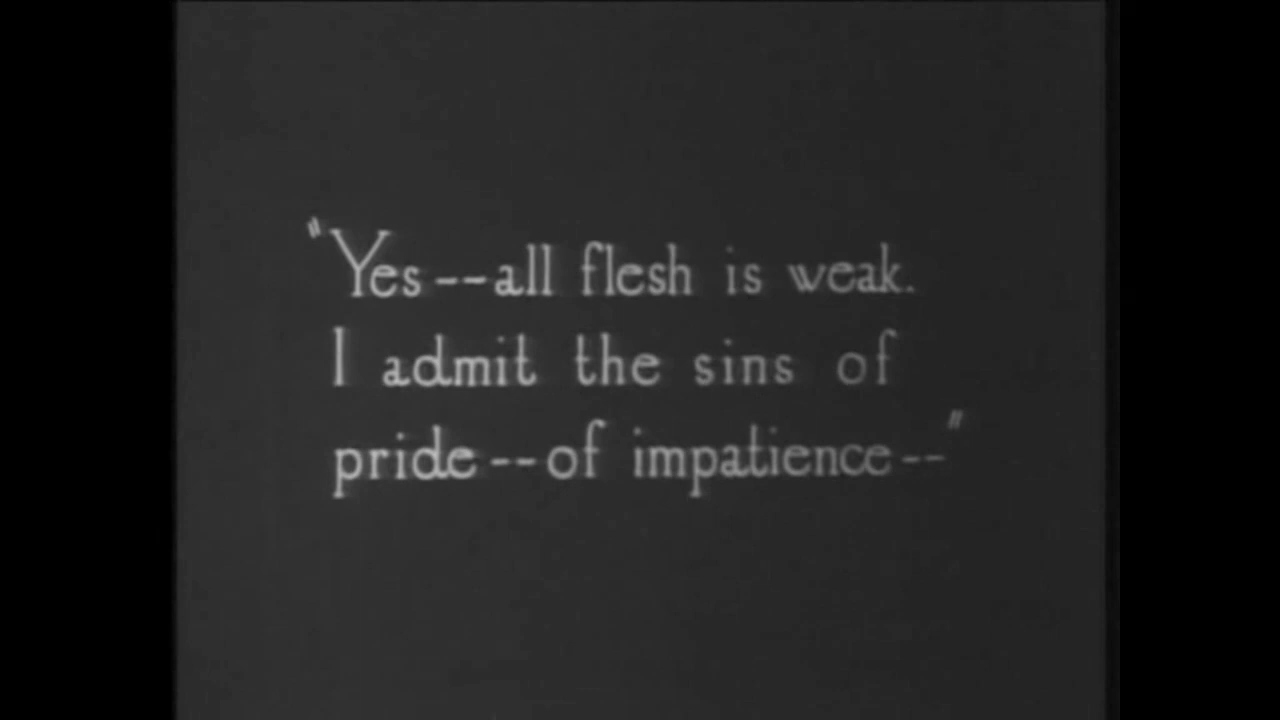 "Yes--all flesh is weak.
I admit the sins of
pride--of impatience--"